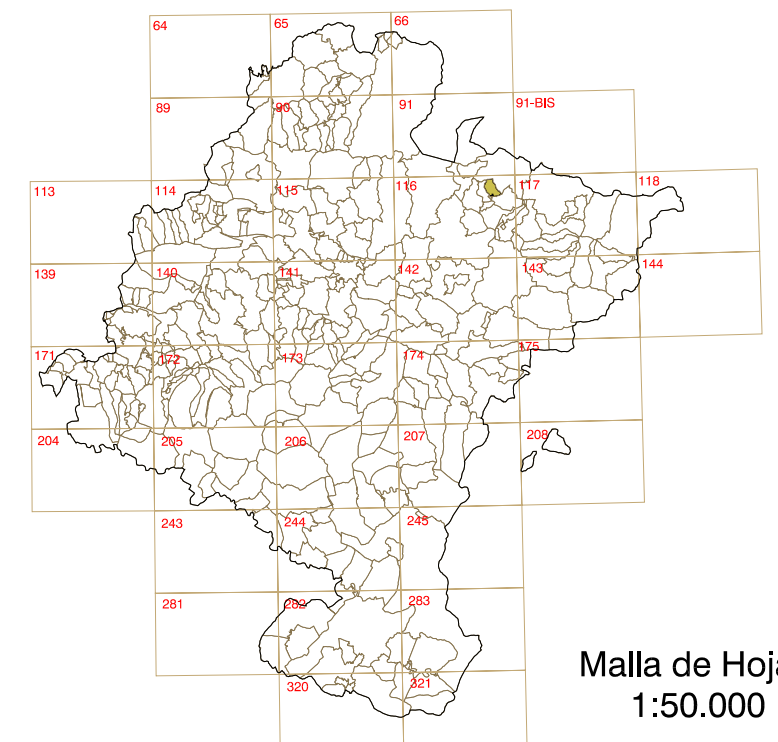 64 65 66
89 90 91 91-BIS
113 114 115 116 117 118
139 140 141 142 143 144
171 172 173 174 175
204 205 206 207 208
243 244 245
281 282 283
320 321
Malla de Hoja
1:50.000